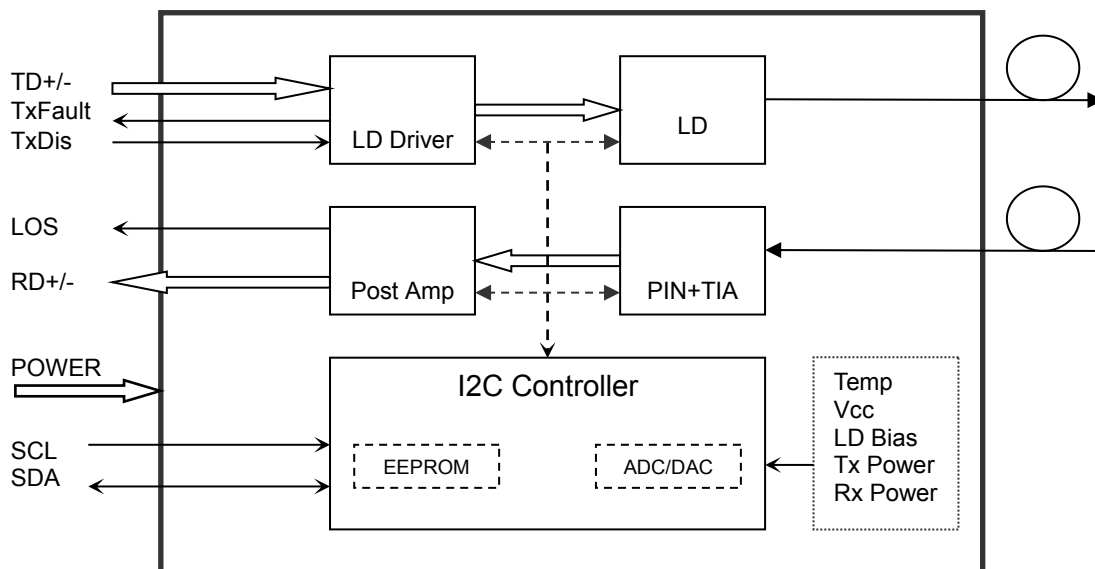 TD+/-
TxFault
TxDis
LD Driver
LD
LOS
RD+/-
Post Amp
PIN+TIA
POWER
SCL
SDA
I2C Controller
EEPROM
ADC/DAC
Temp
Vcc
LD Bias
Tx Power
Rx Power